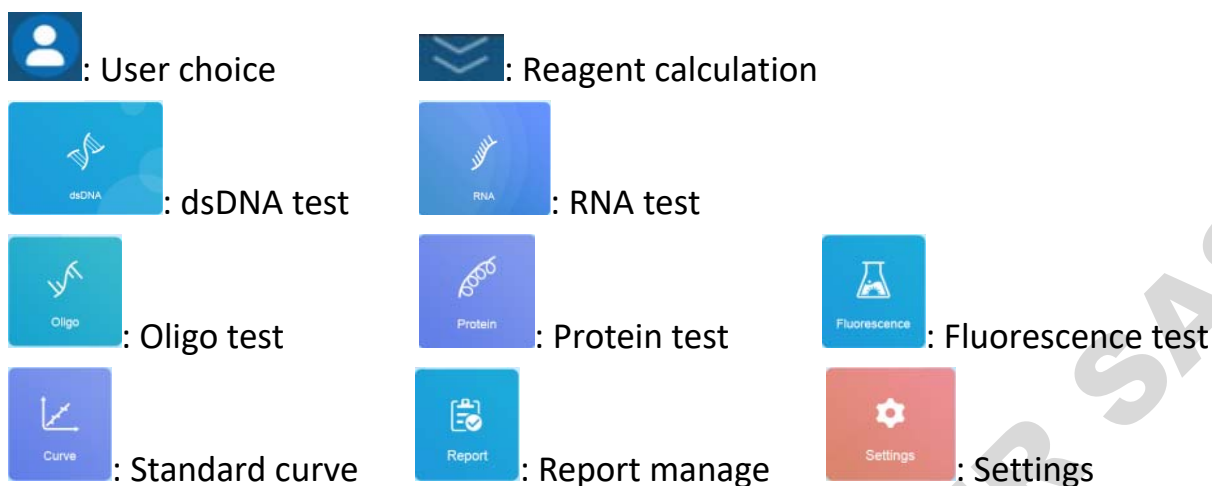 : User choice : Reagent calculation
dsDNA : dsDNA test RNA : RNA test
Oligo : Oligo test Protein : Protein test Fluorescence : Fluorescence test
Curve : Standard curve Report : Report manage Settings : Settings